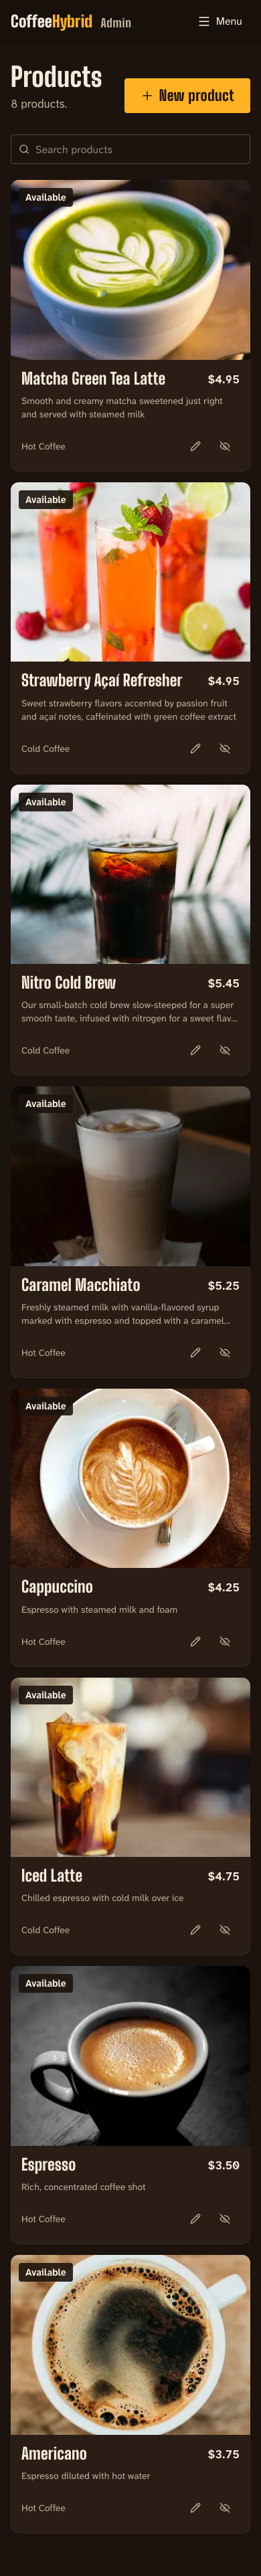 CoffeeHybrid Admin
Menu
Products
8 products.
New product
Search products
Available
Matcha Green Tea Latte
$4.95
Smooth and creamy matcha sweetened just right
and served with steamed milk
Hot Coffee
Available
Strawberry Açaí Refresher
$4.95
Sweet strawberry flavors accented by passion fruit
and açaí notes, caffeinated with green coffee extract
Cold Coffee
Available
Nitro Cold Brew
$5.45
Our small-batch cold brew slow-steeped for a super
smooth taste, infused with nitrogen for a sweet flav...
Cold Coffee
Available
Caramel Macchiato
$5.25
Freshly steamed milk with vanilla-flavored syrup
marked with espresso and topped with a caramel...
Hot Coffee
Available
Cappuccino
$4.25
Espresso with steamed milk and foam
Hot Coffee
Available
Iced Latte
$4.75
Chilled espresso with cold milk over ice
Cold Coffee
Available
Espresso
$3.50
Rich, concentrated coffee shot
Hot Coffee
Available
Americano
$3.75
Espresso diluted with hot water
Hot Coffee